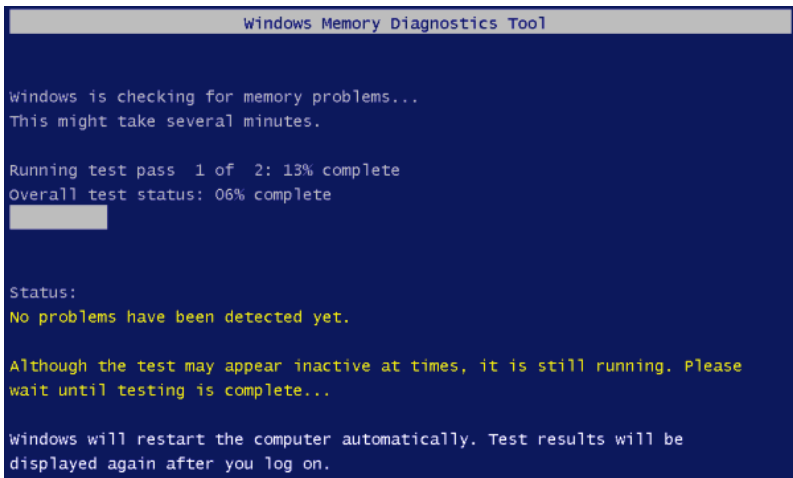 Windows Memory Diagnostics Tool
Windows is checking for memory problems...
This might take several minutes.
Running test pass  1 of  2: 13% complete
Overall test status: 06% complete
Status:
No problems have been detected yet.
Although the test may appear inactive at times, it is still running. Please
wait until testing is complete...
Windows will restart the computer automatically. Test results will be
displayed again after you log on.